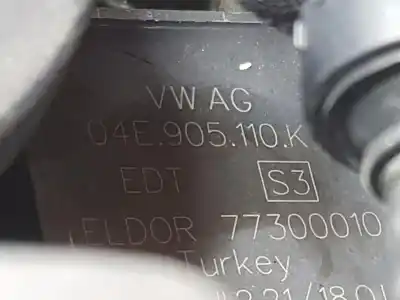 VW AG
04E.905.110.K
EDT S3
ELDOR 77300010
Turkey